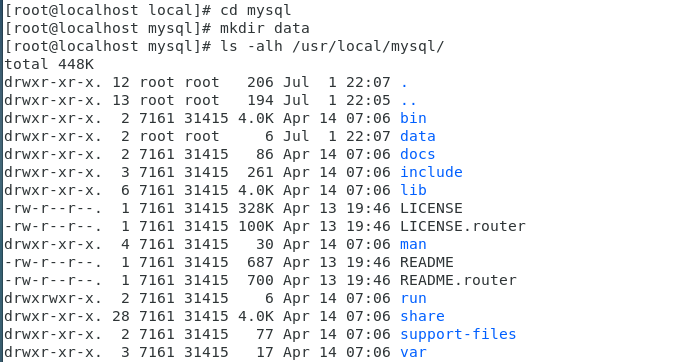 [root@localhost local]# cd mysql
[root@localhost mysql]# mkdir data
[root@localhost mysql]# ls -alh /usr/local/mysql/
total 448K
drwxr-xr-x. 12 root root   206 Jul  1 22:07 .
drwxr-xr-x. 13 root root   194 Jul  1 22:05 ..
drwxr-xr-x.  2 7161 31415 4.0K Apr 14 07:06 bin
drwxr-xr-x.  2 root root     6 Jul  1 22:07 data
drwxr-xr-x.  2 7161 31415   86 Apr 14 07:06 docs
drwxr-xr-x.  3 7161 31415  261 Apr 14 07:06 include
drwxr-xr-x.  6 7161 31415 4.0K Apr 14 07:06 lib
-rw-r--r--.  1 7161 31415 328K Apr 13 19:46 LICENSE
-rw-r--r--.  1 7161 31415 100K Apr 13 19:46 LICENSE.router
drwxr-xr-x.  4 7161 31415   30 Apr 14 07:06 man
-rw-r--r--.  1 7161 31415  687 Apr 13 19:46 README
-rw-r--r--.  1 7161 31415  700 Apr 13 19:46 README.router
drwxrwxr-x.  2 7161 31415    6 Apr 14 07:06 run
drwxr-xr-x. 28 7161 31415 4.0K Apr 14 07:06 share
drwxr-xr-x.  2 7161 31415   77 Apr 14 07:06 support-files
drwxr-xr-x.  3 7161 31415   17 Apr 14 07:06 var